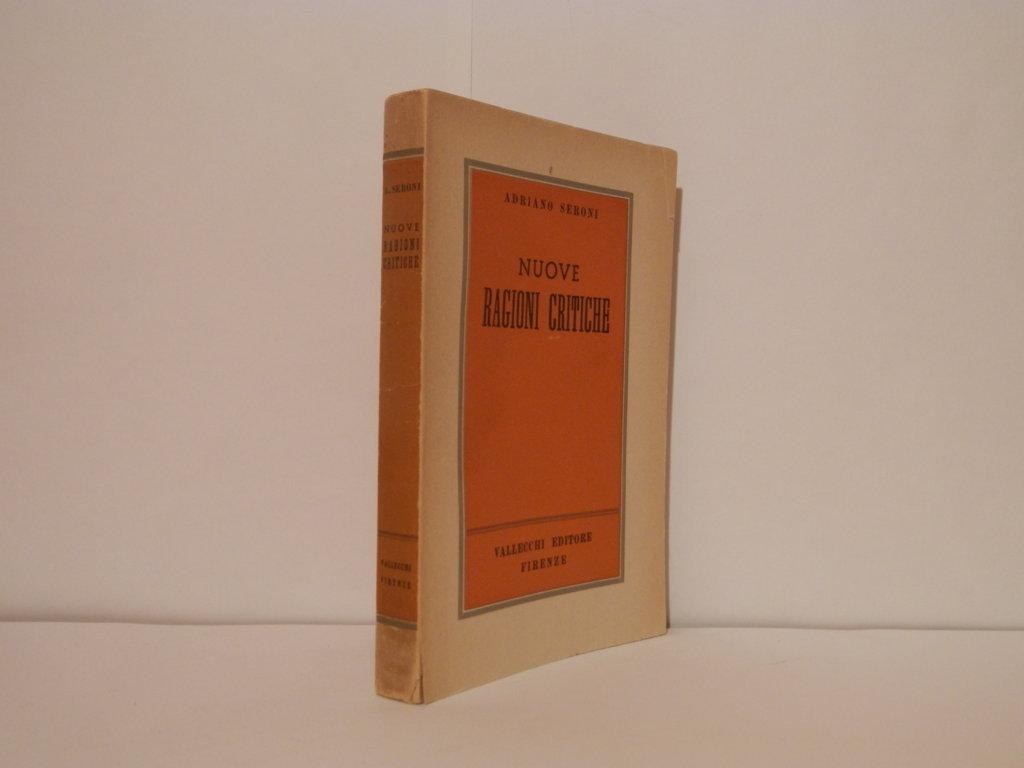 A. SERONI
NUOVE
RAGIONI
CRITICHE
VALLECCHI
FIRENZE
ADRIANO SERONI
NUOVE
RAGIONI CRITICHE
VALLECCHI EDITORE
FIRENZE